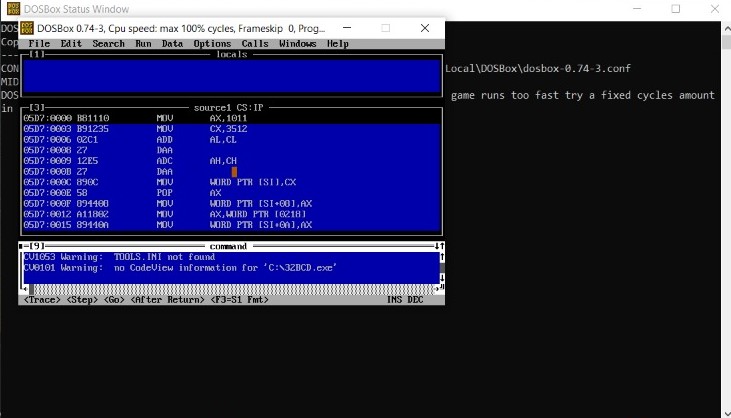 DOSBox Status Window
DOSBox 0.74-3, Cpu speed: max 100% cycles, Frameskip 0, Prog...
File Edit Search Run Data Options Calls Windows Help
[1] locals
Local\DOSBox\dosbox-0.74-3.conf
game runs too fast try a fixed cycles amount
in
DOS
Cop
---
CON
MID
DOS
[3] source1 CS:IP
05D7:0000 B81110 MOV AX,1011
05D7:0003 B91235 MOV CX,3512
05D7:0006 02C1 ADD AL,CL
05D7:0008 27 DAA
05D7:0009 12E5 ADC AH,CH
05D7:000B 27 DAA
05D7:000C 890C MOV WORD PTR [SI],CX
05D7:000E 58 POP AX
05D7:000F 894408 MOV WORD PTR [SI+08],AX
05D7:0012 A11802 MOV AX,WORD PTR [0218]
05D7:0015 89440A MOV WORD PTR [SI+0A],AX
[9] command
CV1053 Warning: TOOLS.INI not found
CV0101 Warning: no CodeView information for 'C:\32BCD.exe'
<Trace> <Step> <Go> <After Return> <F3=S1 Fmt> INS DEC